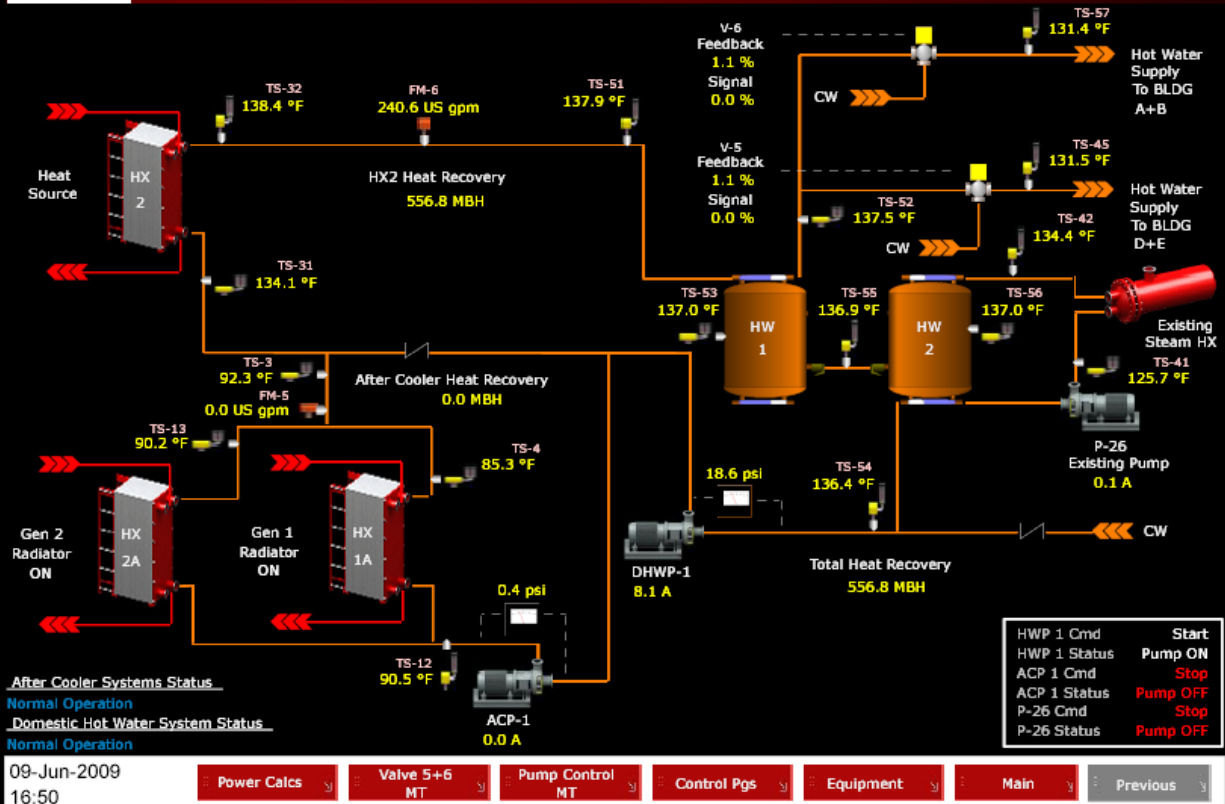 TS-57
131.4 °F
V-6
Feedback
1.1 %
Signal
0.0 %
Hot Water
Supply
To BLDG
A+B
CW
TS-32
138.4 °F
FM-6
240.6 US gpm
TS-51
137.9 °F
V-5
Feedback
1.1 %
Signal
0.0 %
TS-45
131.5 °F
Heat
Source
HX
2
HX2 Heat Recovery
556.8 MBH
TS-52
137.5 °F
CW
Hot Water
Supply
To BLDG
D+E
TS-42
134.4 °F
TS-31
134.1 °F
TS-53
137.0 °F
HW
1
TS-55
136.9 °F
HW
2
TS-56
137.0 °F
Existing
Steam HX
TS-41
125.7 °F
TS-3
92.3 °F
After Cooler Heat Recovery
0.0 MBH
FM-5
0.0 US gpm
TS-13
90.2 °F
TS-4
85.3 °F
P-26
Existing Pump
0.1 A
18.6 psi
TS-54
136.4 °F
Gen 2
Radiator
ON
HX
2A
Gen 1
Radiator
ON
HX
1A
DHWP-1
8.1 A
CW
Total Heat Recovery
556.8 MBH
0.4 psi
TS-12
90.5 °F
ACP-1
0.0 A
HWP 1 Cmd Start
HWP 1 Status Pump ON
ACP 1 Cmd Stop
ACP 1 Status Pump OFF
P-26 Cmd Stop
P-26 Status Pump OFF
After Cooler Systems Status
Normal Operation
Domestic Hot Water System Status
Normal Operation
09-Jun-2009
16:50
Power Calcs
Valve 5+6
MT
Pump Control
MT
Control Pgs
Equipment
Main
Previous